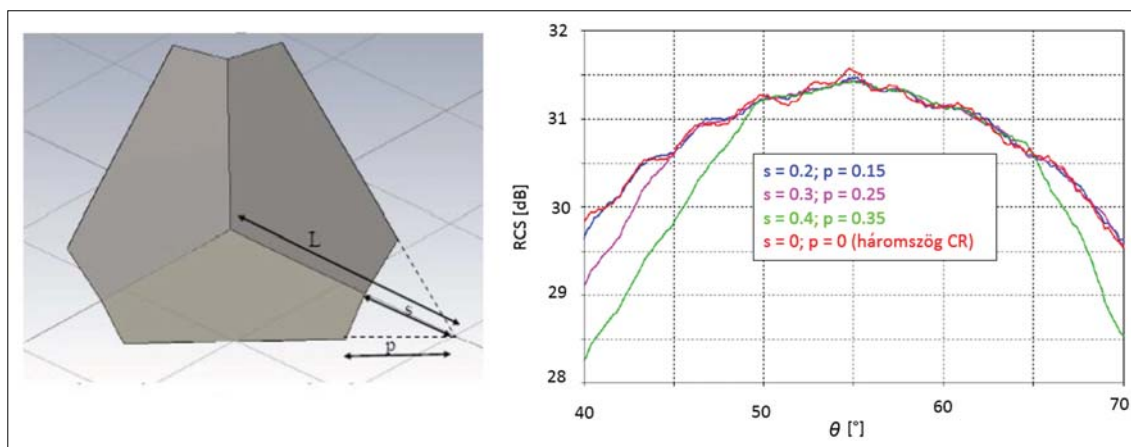 L
s
p
32
31
30
29
28
RCS [dB]
s = 0.2; p = 0.15
s = 0.3; p = 0.25
s = 0.4; p = 0.35
s = 0; p = 0 (háromszög CR)
40
50
60
70
θ [°]